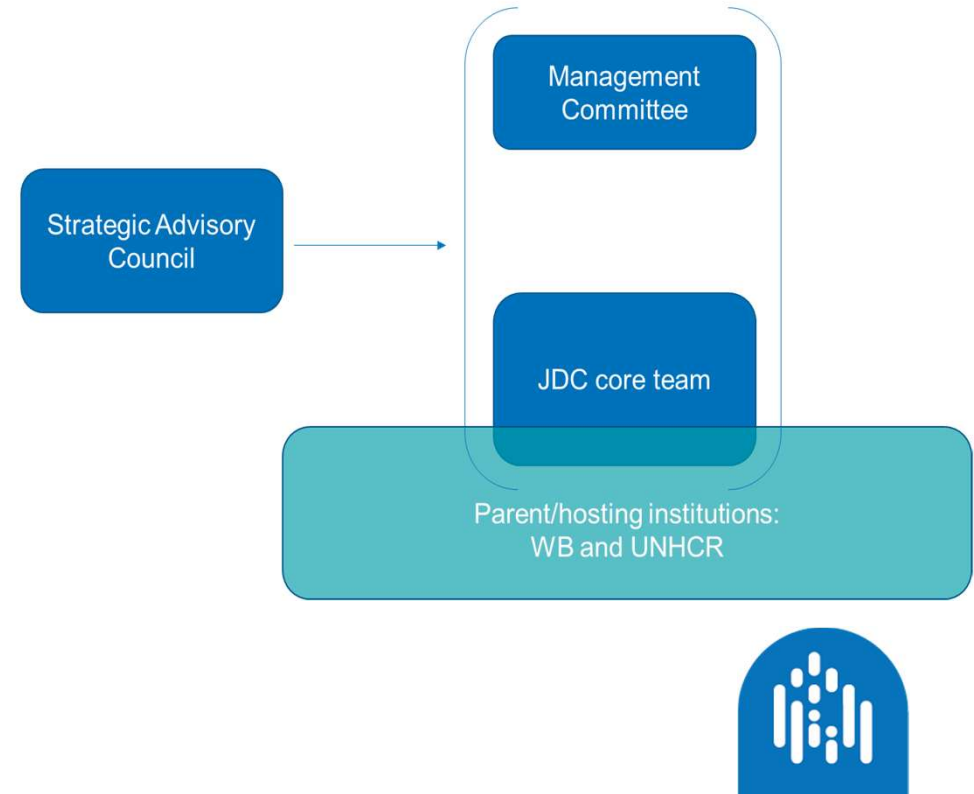 Management
Committee
Strategic Advisory
Council
JDC core team
Parent/hosting institutions:
WB and UNHCR